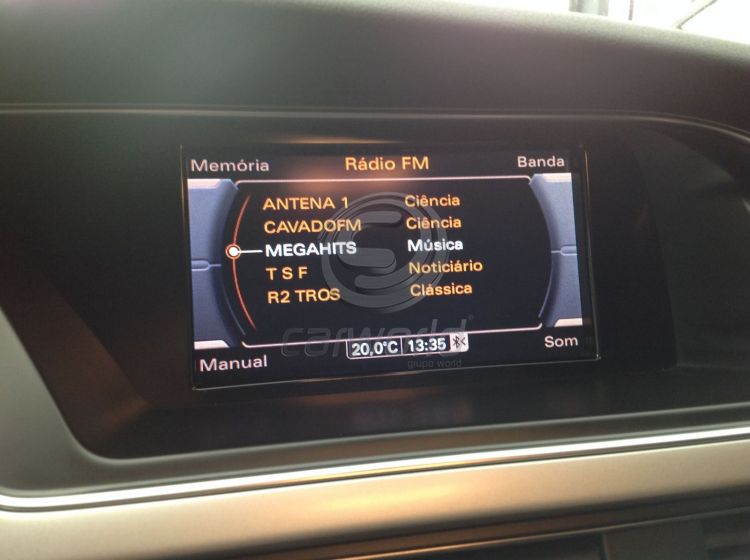 Memória Rádio FM Banda
ANTENA 1 Ciência
CAVADOFM Ciência
MEGAHITS Música
T S F Noticiário
R2 TROS Clássica
carworld
grupo world
20,0°C 13:35
Manual Som